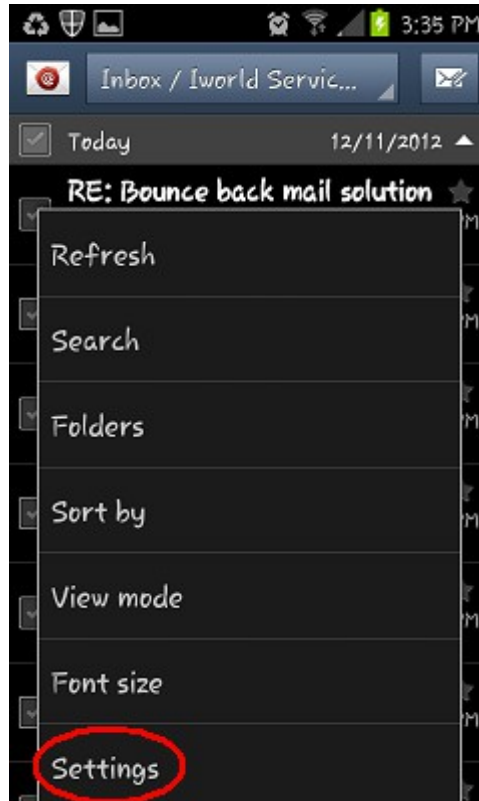 3:35 PM
Inbox / Iworld Servic...
Today 12/11/2012
RE: Bounce back mail solution
Refresh
Search
Folders
Sort by
View mode
Font size
Settings